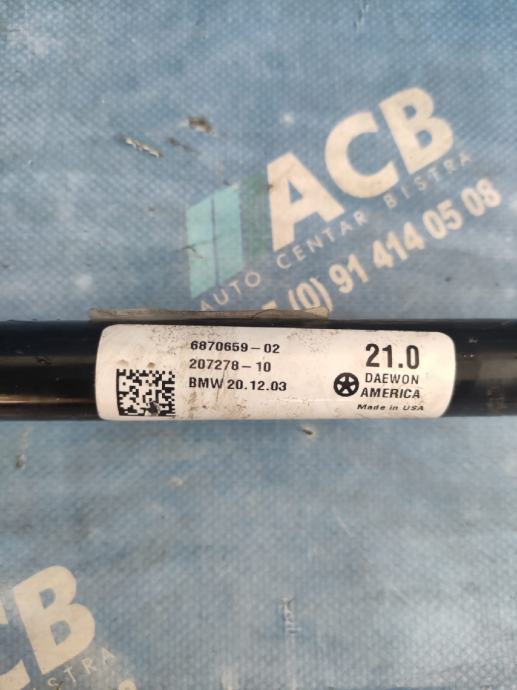 ACB
AUTO CENTAR BISTRA
(0) 91 414 05 08
6870659-02
207278-10
BMW 20.12.03
21.0
DAEWON
AMERICA
Made in USA
ACB